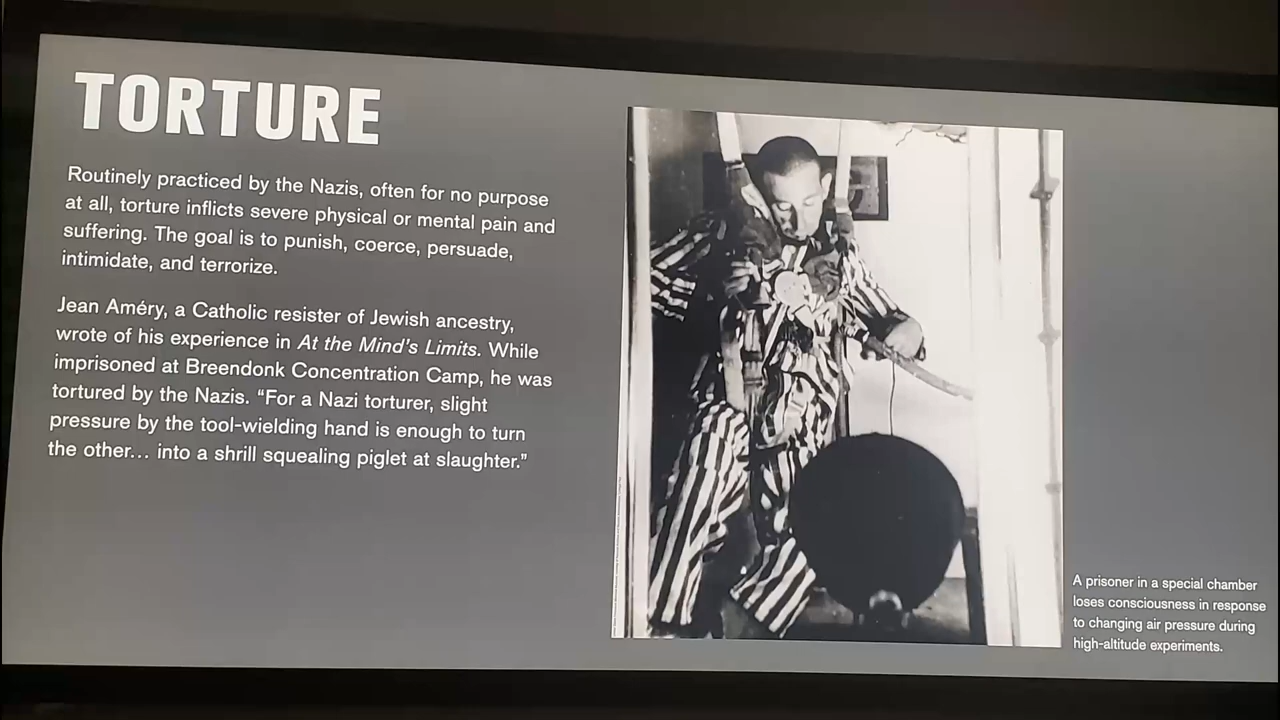 TORTURE
Routinely practiced by the Nazis, often for no purpose
at all, torture inflicts severe physical or mental pain and
suffering. The goal is to punish, coerce, persuade,
intimidate, and terrorize.
Jean Améry, a Catholic resister of Jewish ancestry,
wrote of his experience in At the Mind's Limits. While
imprisoned at Breendonk Concentration Camp, he was
tortured by the Nazis. “For a Nazi torturer, slight
pressure by the tool-wielding hand is enough to turn
the other... into a shrill squealing piglet at slaughter.”
A prisoner in a special chamber
loses consciousness in response
to changing air pressure during
high-altitude experiments.